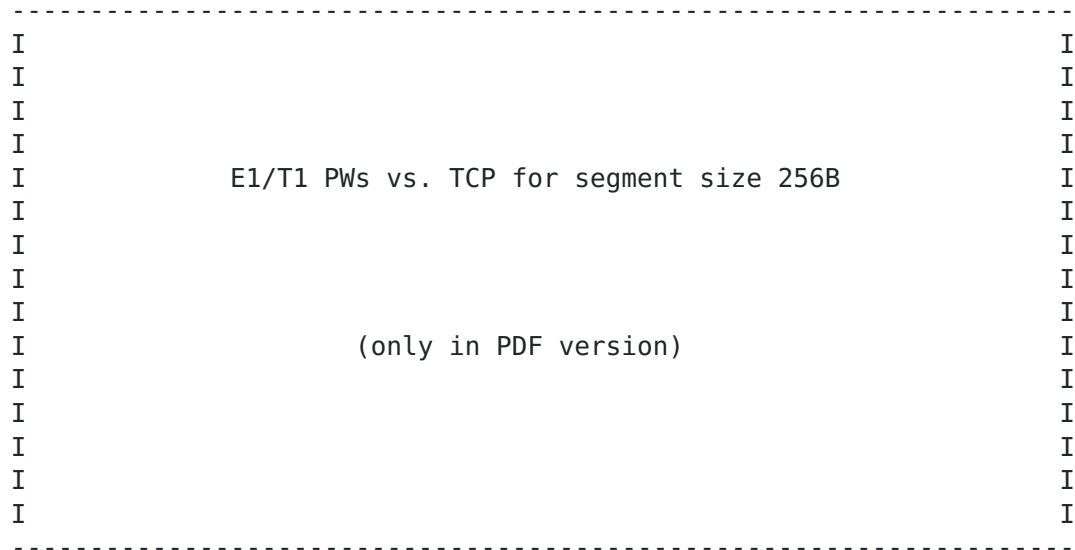 --------------------------------------------------------------------
I                                                                  I
I                                                                  I
I                                                                  I
I                                                                  I
I             E1/T1 PWs vs. TCP for segment size 256B              I
I                                                                  I
I                                                                  I
I                                                                  I
I                                                                  I
I                     (only in PDF version)                        I
I                                                                  I
I                                                                  I
I                                                                  I
I                                                                  I
I                                                                  I
--------------------------------------------------------------------